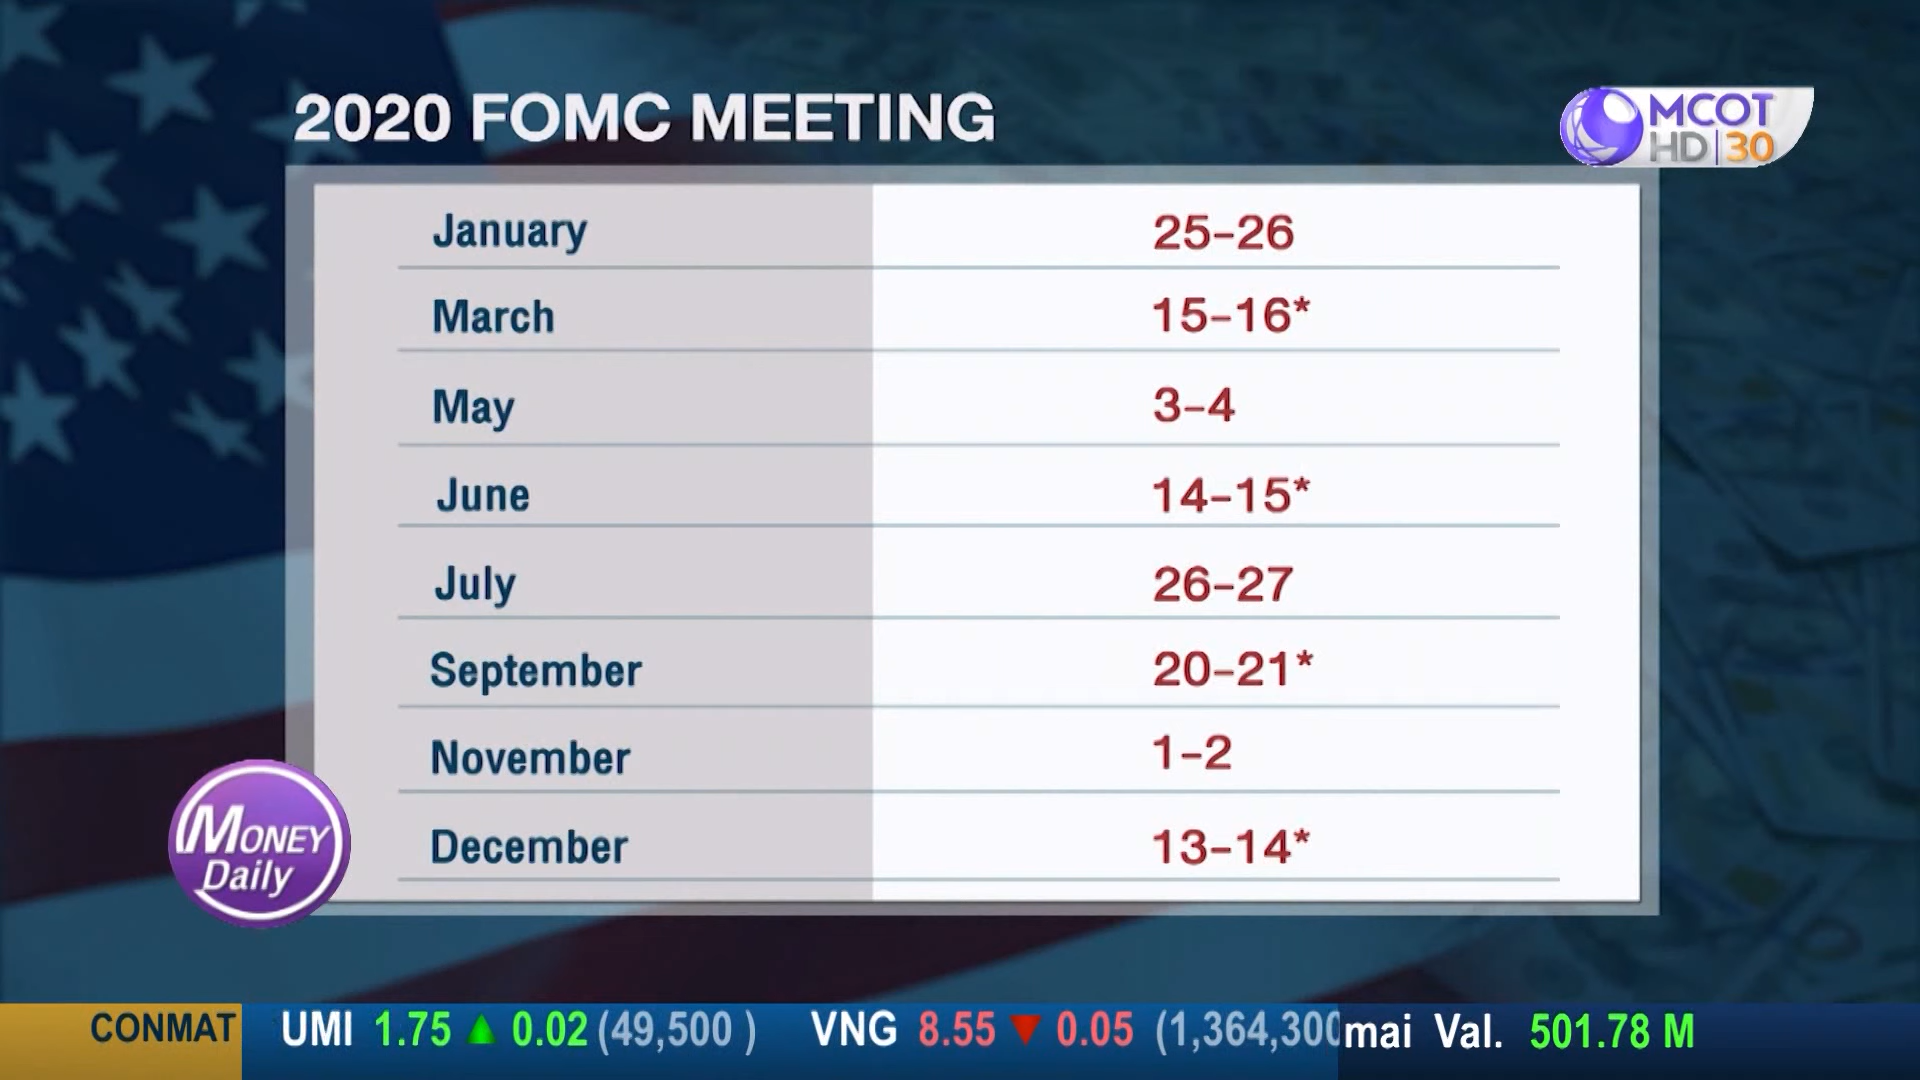 2020 FOMC MEETING
MCOT
HD|30
January 25–26
March 15–16*
May 3–4
June 14–15*
July 26–27
September 20–21*
November 1–2
December 13–14*
MONEY
Daily
CONMAT UMI 1.75 ▲ 0.02 (49,500 ) VNG 8.55 ▼ 0.05 (1,364,300 mai Val. 501.78 M